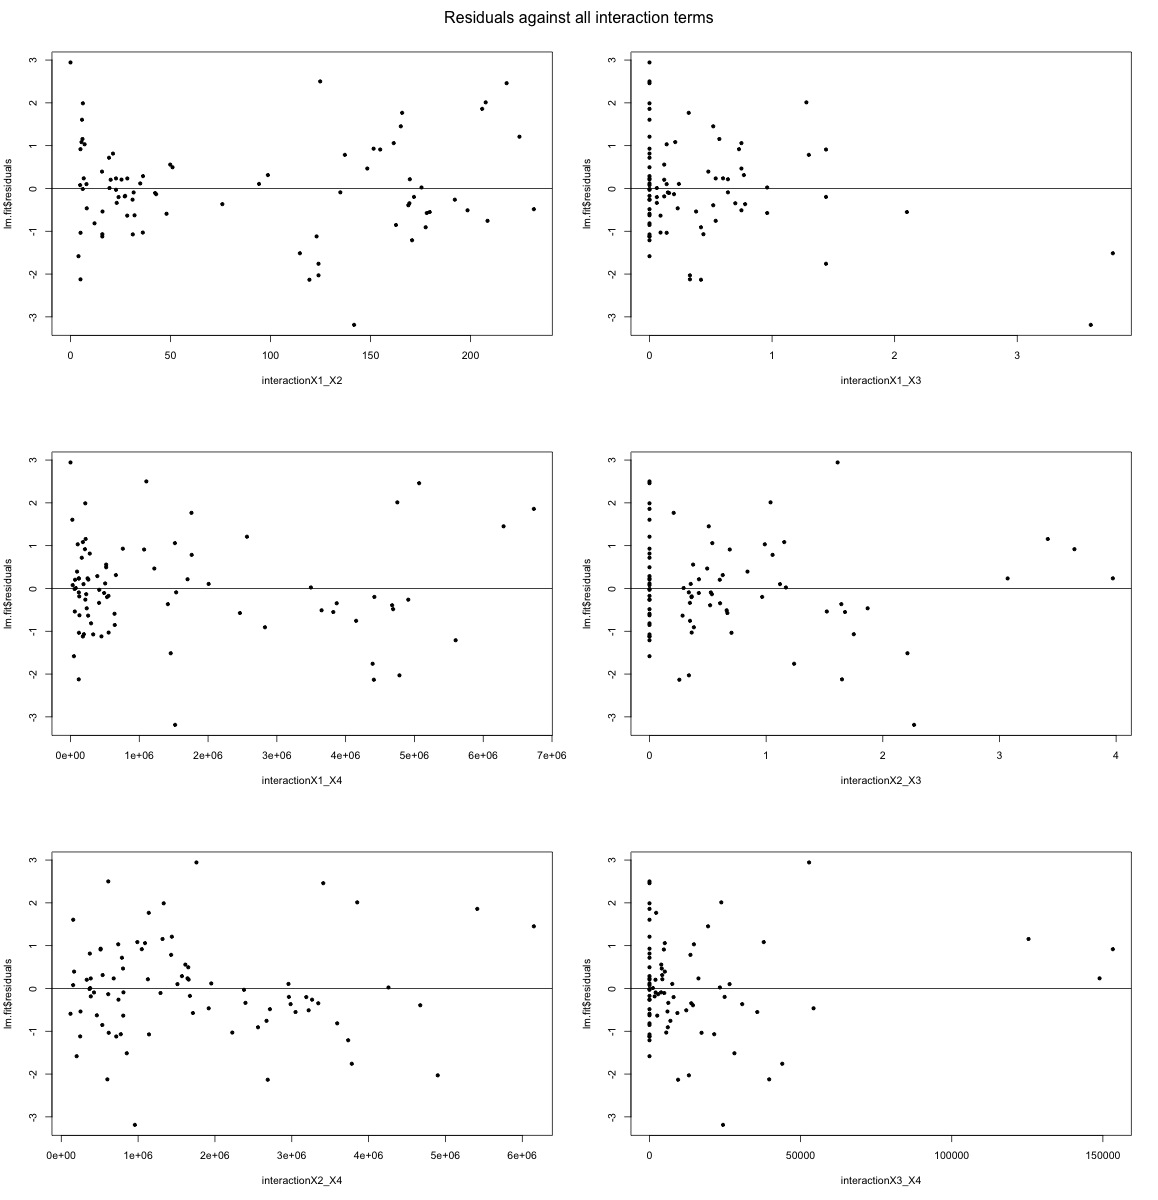 Residuals against all interaction terms
lm.fit$residuals
3
2
1
0
-1
-2
-3
0 50 100 150 200
interactionX1_X2
lm.fit$residuals
3
2
1
0
-1
-2
-3
0 1 2 3
interactionX1_X3
lm.fit$residuals
3
2
1
0
-1
-2
-3
0e+00 1e+06 2e+06 3e+06 4e+06 5e+06 6e+06 7e+06
interactionX1_X4
lm.fit$residuals
3
2
1
0
-1
-2
-3
0 1 2 3 4
interactionX2_X3
lm.fit$residuals
3
2
1
0
-1
-2
-3
0e+00 1e+06 2e+06 3e+06 4e+06 5e+06 6e+06
interactionX2_X4
lm.fit$residuals
3
2
1
0
-1
-2
-3
0 50000 100000 150000
interactionX3_X4